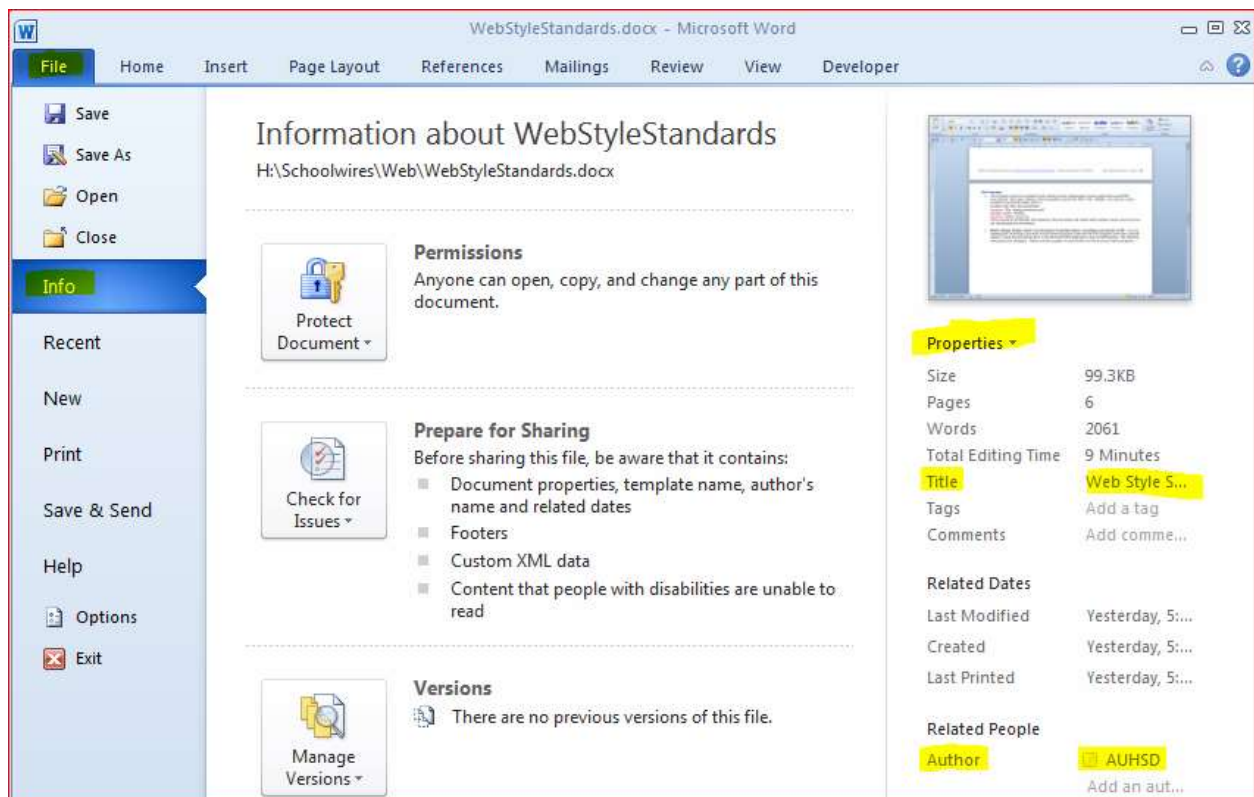 WebStyleStandards.docx - Microsoft Word
File Home Insert Page Layout References Mailings Review View Developer
Save
Save As
Open
Close
Info
Recent
New
Print
Save & Send
Help
Options
Exit
Information about WebStyleStandards
H:\Schoolwires\Web\WebStyleStandards.docx
Protect
Document
Permissions
Anyone can open, copy, and change any part of this
document.
Check for
Issues
Prepare for Sharing
Before sharing this file, be aware that it contains:
Document properties, template name, author's
name and related dates
Footers
Custom XML data
Content that people with disabilities are unable to
read
Manage
Versions
Versions
There are no previous versions of this file.
Properties
Size 99.3KB
Pages 6
Words 2061
Total Editing Time 9 Minutes
Title Web Style S...
Tags Add a tag
Comments Add comme...
Related Dates
Last Modified Yesterday, 5:...
Created Yesterday, 5:...
Last Printed Yesterday, 5:...
Related People
Author AUHSD
Add an aut...